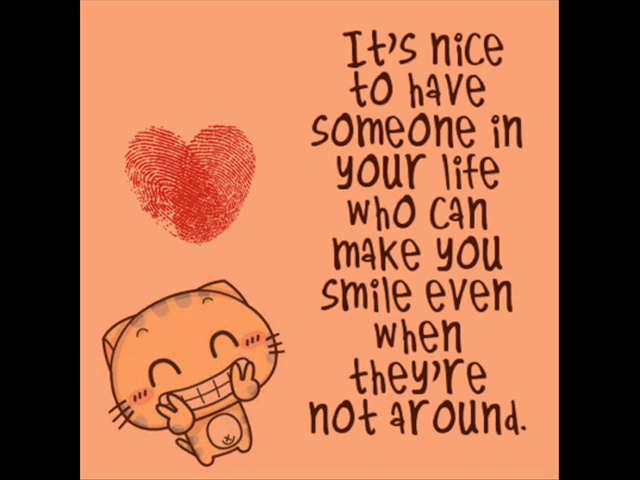 It's nice
to have
someone in
your life
who can
make you
smile even
when
they're
not around.